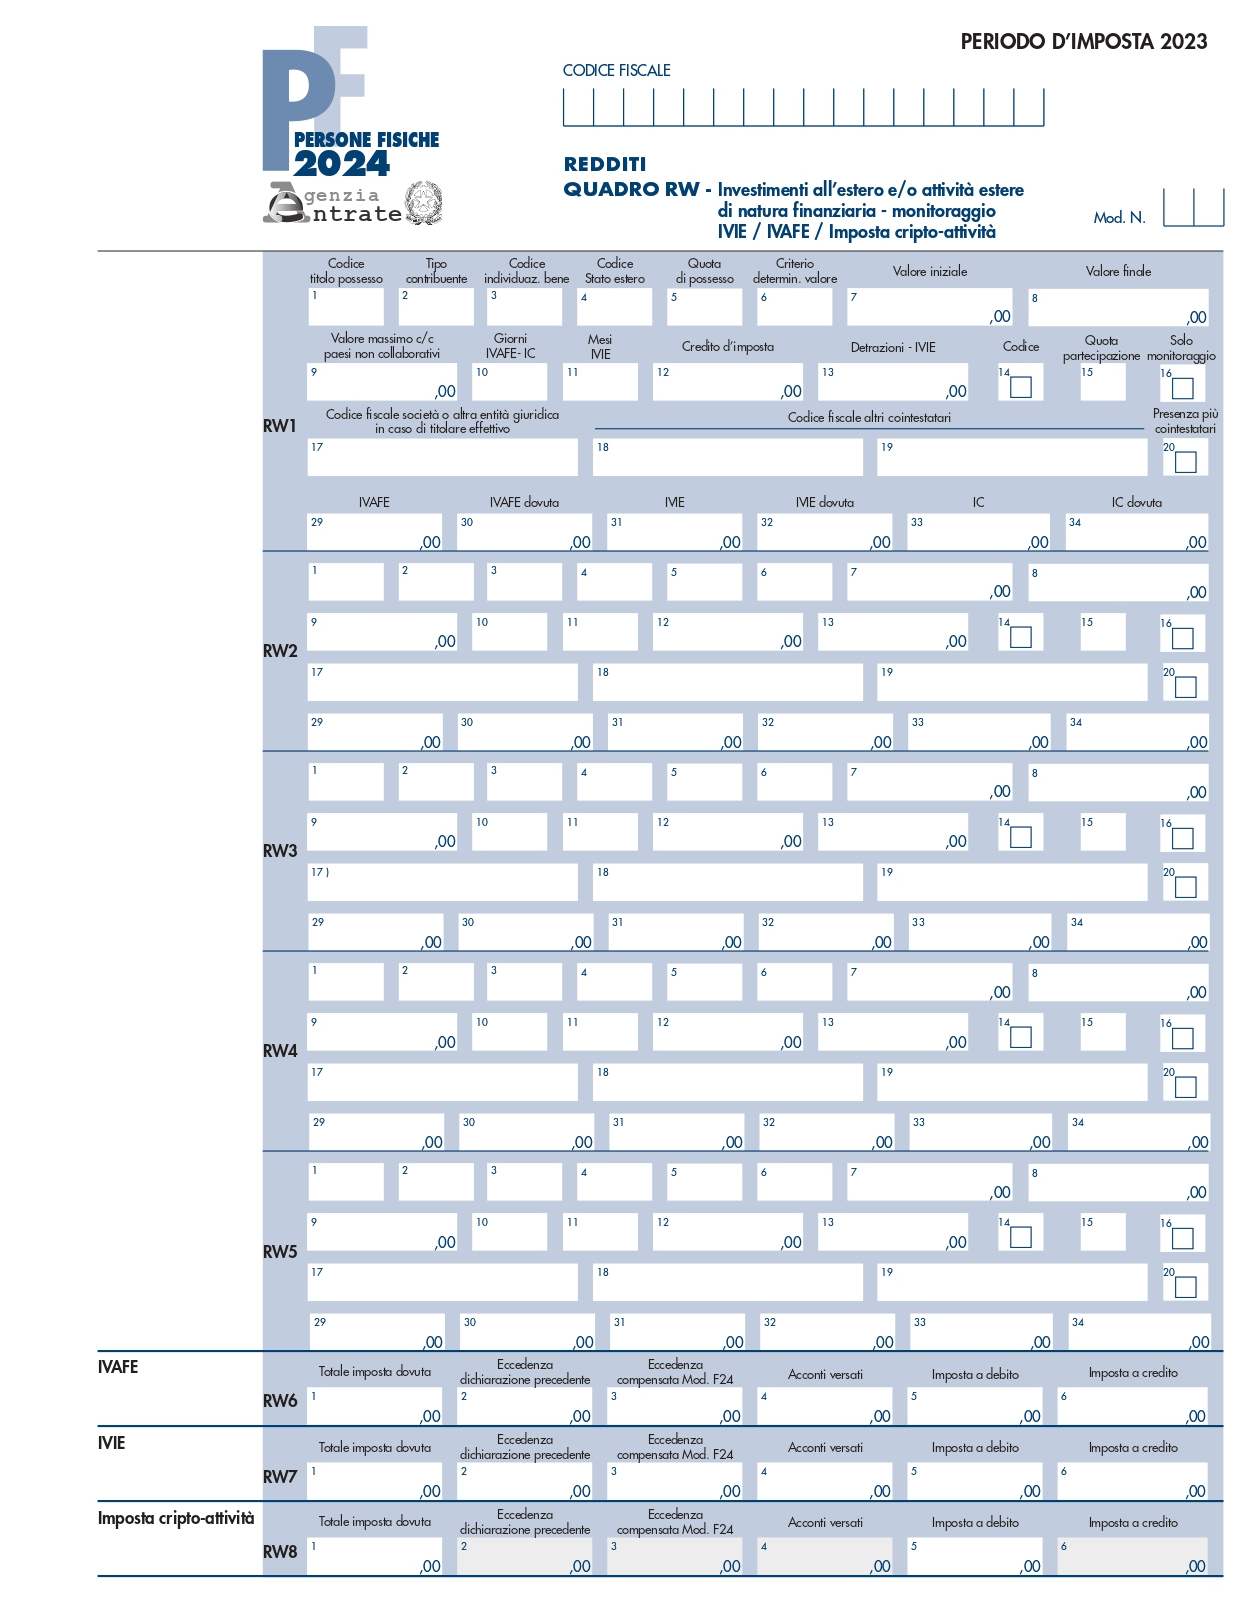 PERIODO D'IMPOSTA 2023
CODICE FISCALE
PF
PERSONE FISICHE
2024
Agenzia
Entrate
REDDITI
QUADRO RW - Investimenti all'estero e/o attività estere
di natura finanziaria - monitoraggio
IVIE / IVAFE / Imposta cripto-attività
Mod. N.
Codice titolo possesso Tipo contribuente Codice individuaz. bene Codice Stato estero Quota di possesso Criterio determin. valore Valore iniziale Valore finale
1 2 3 4 5 6 7 ,00 8 ,00
Valore massimo c/c paesi non collaborativi Giorni IVAFE- IC Mesi IVIE Credito d'imposta Detrazioni - IVIE Codice Quota partecipazione Solo monitoraggio
9 ,00 10 11 12 ,00 13 ,00 14 15 16
RW1
Codice fiscale società o altra entità giuridica in caso di titolare effettivo Codice fiscale altri cointestatari Presenza più cointestatari
17 18 19 20
IVAFE IVAFE dovuta IVIE IVIE dovuta IC IC dovuta
29 ,00 30 ,00 31 ,00 32 ,00 33 ,00 34 ,00
1 2 3 4 5 6 7 ,00 8 ,00
9 ,00 10 11 12 ,00 13 ,00 14 15 16
RW2
17 18 19 20
29 ,00 30 ,00 31 ,00 32 ,00 33 ,00 34 ,00
1 2 3 4 5 6 7 ,00 8 ,00
9 ,00 10 11 12 ,00 13 ,00 14 15 16
RW3
17 ) 18 19 20
29 ,00 30 ,00 31 ,00 32 ,00 33 ,00 34 ,00
1 2 3 4 5 6 7 ,00 8 ,00
9 ,00 10 11 12 ,00 13 ,00 14 15 16
RW4
17 18 19 20
29 ,00 30 ,00 31 ,00 32 ,00 33 ,00 34 ,00
1 2 3 4 5 6 7 ,00 8 ,00
9 ,00 10 11 12 ,00 13 ,00 14 15 16
RW5
17 18 19 20
29 ,00 30 ,00 31 ,00 32 ,00 33 ,00 34 ,00
IVAFE
Totale imposta dovuta Eccedenza dichiarazione precedente Eccedenza compensata Mod. F24 Acconti versati Imposta a debito Imposta a credito
RW6 1 ,00 2 ,00 3 ,00 4 ,00 5 ,00 6 ,00
IVIE
Totale imposta dovuta Eccedenza dichiarazione precedente Eccedenza compensata Mod. F24 Acconti versati Imposta a debito Imposta a credito
RW7 1 ,00 2 ,00 3 ,00 4 ,00 5 ,00 6 ,00
Imposta cripto-attività
Totale imposta dovuta Eccedenza dichiarazione precedente Eccedenza compensata Mod. F24 Acconti versati Imposta a debito Imposta a credito
RW8 1 ,00 2 ,00 3 ,00 4 ,00 5 ,00 6 ,00